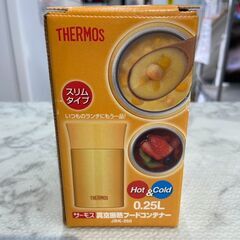 THERMOS
スリム
タイプ
いつものランチにもう一品!
Hot
&
Cold
0.25L
サーモス 真空断熱フードコンテナー
JBK-250